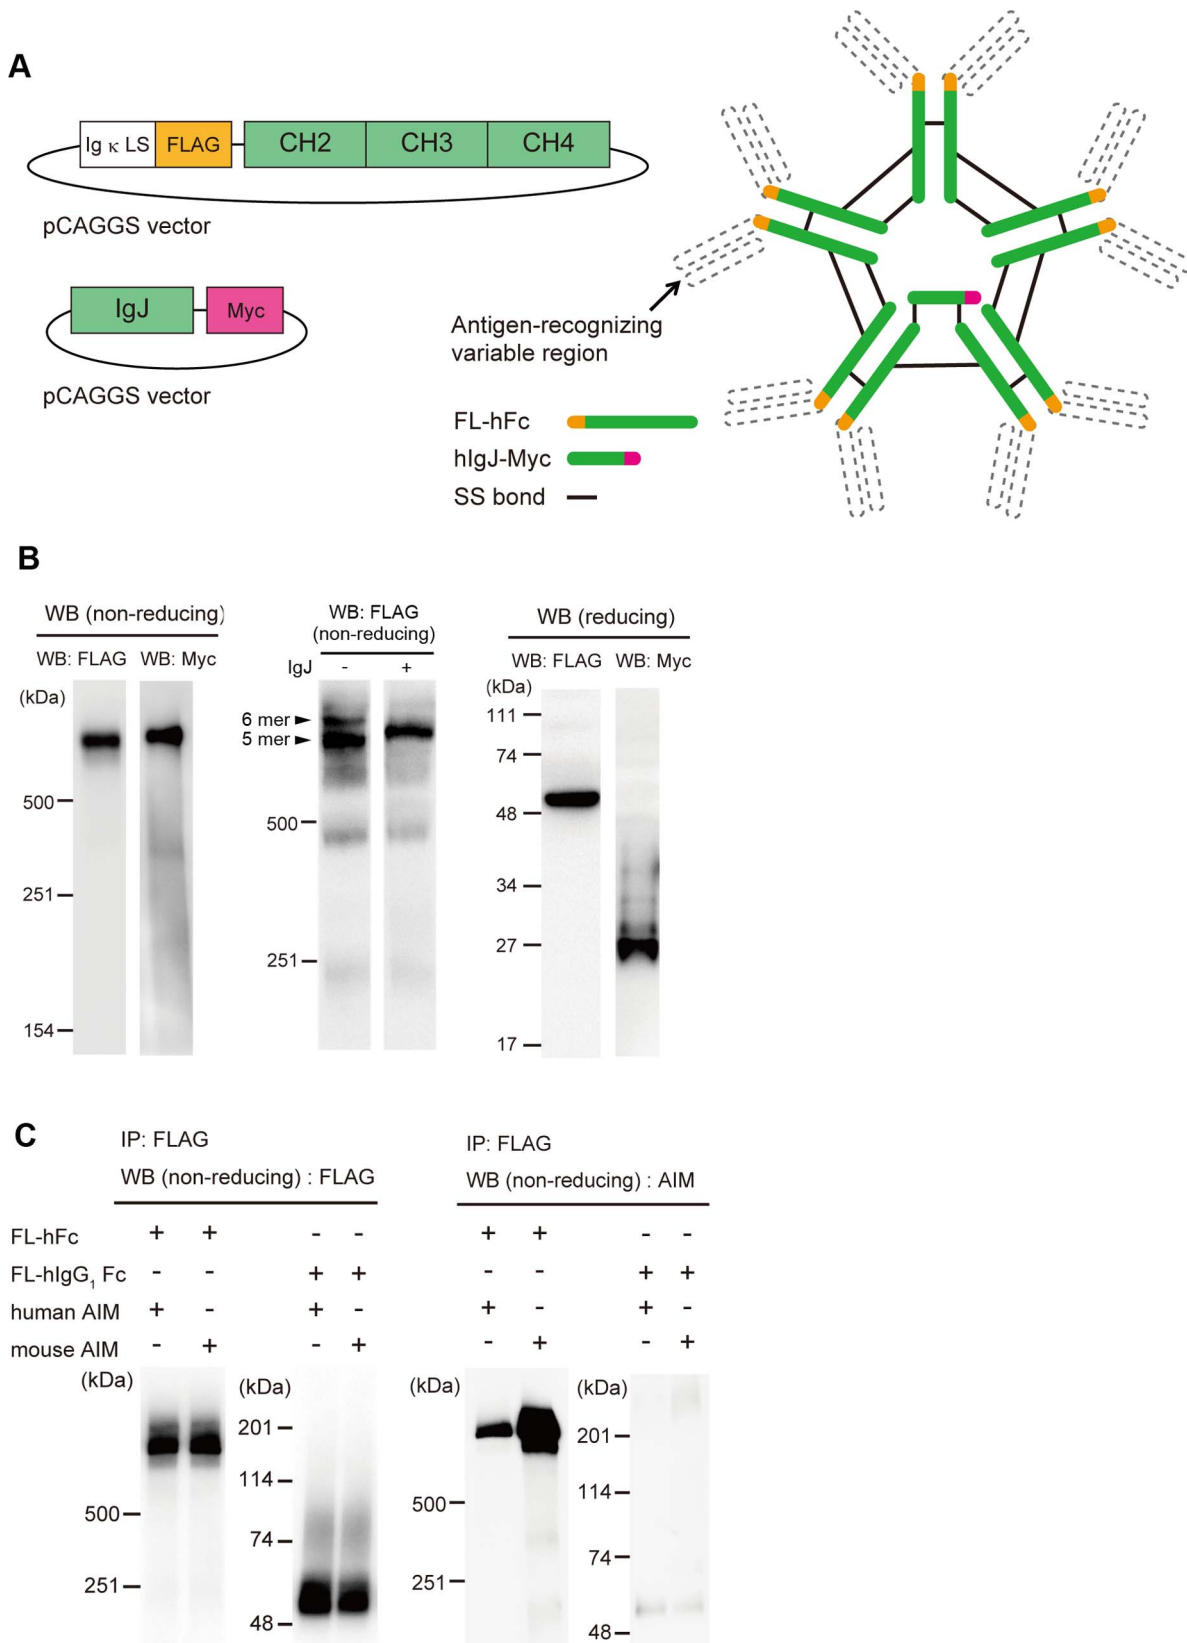 A
Ig κ LS FLAG CH2 CH3 CH4
pCAGGS vector
IgJ Myc
pCAGGS vector
Antigen-recognizing
variable region
FL-hFc
hIgJ-Myc
SS bond
B
WB (non-reducing)
WB: FLAG WB: Myc
(kDa)
500
251
154
WB: FLAG
(non-reducing)
IgJ - +
6 mer
5 mer
500
251
WB (reducing)
WB: FLAG WB: Myc
(kDa)
111
74
48
34
27
17
C
IP: FLAG
WB (non-reducing) : FLAG
IP: FLAG
WB (non-reducing) : AIM
FL-hFc + + - - + + - -
FL-hIgG1 Fc - - + + - - + +
human AIM + - + - + - + -
mouse AIM - + - + - + - +
(kDa)
500
251
(kDa)
201
114
74
48
(kDa)
500
251
(kDa)
201
114
74
48